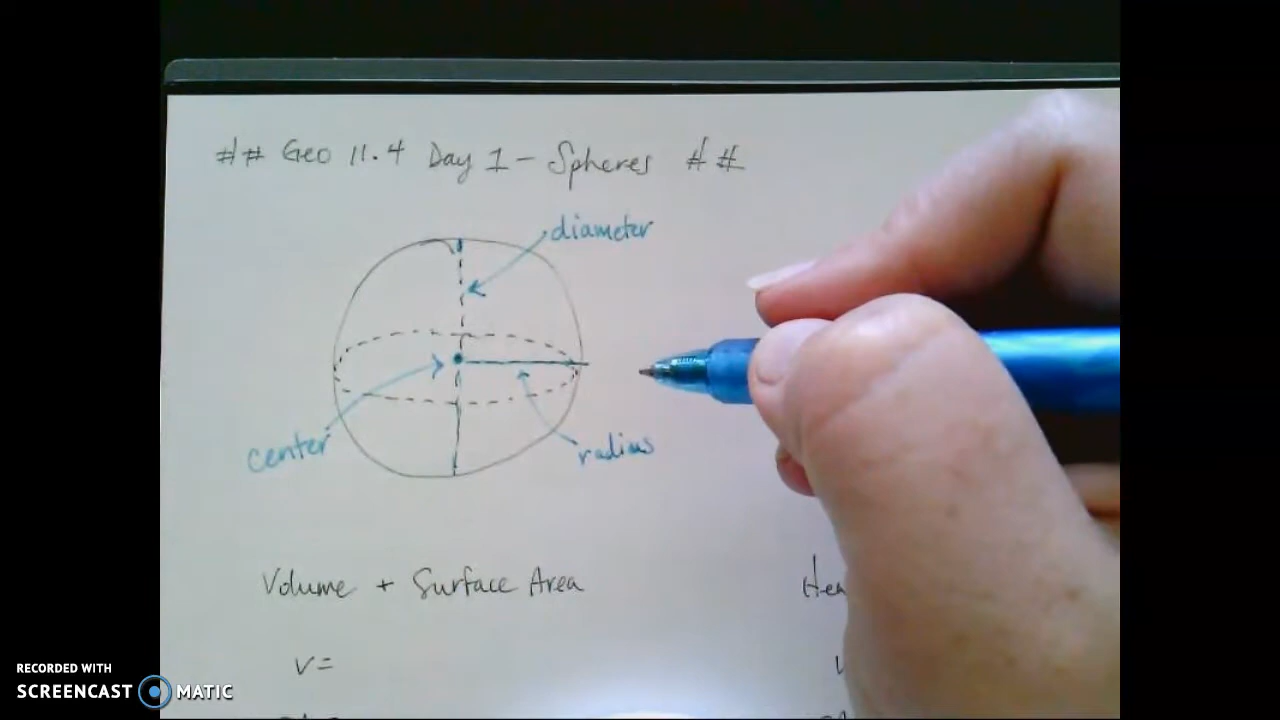 ## Geo 11.4 Day 1 - Spheres ##
diameter
center
radius
Volume + Surface Area
V=
RECORDED WITH
SCREENCAST MATIC